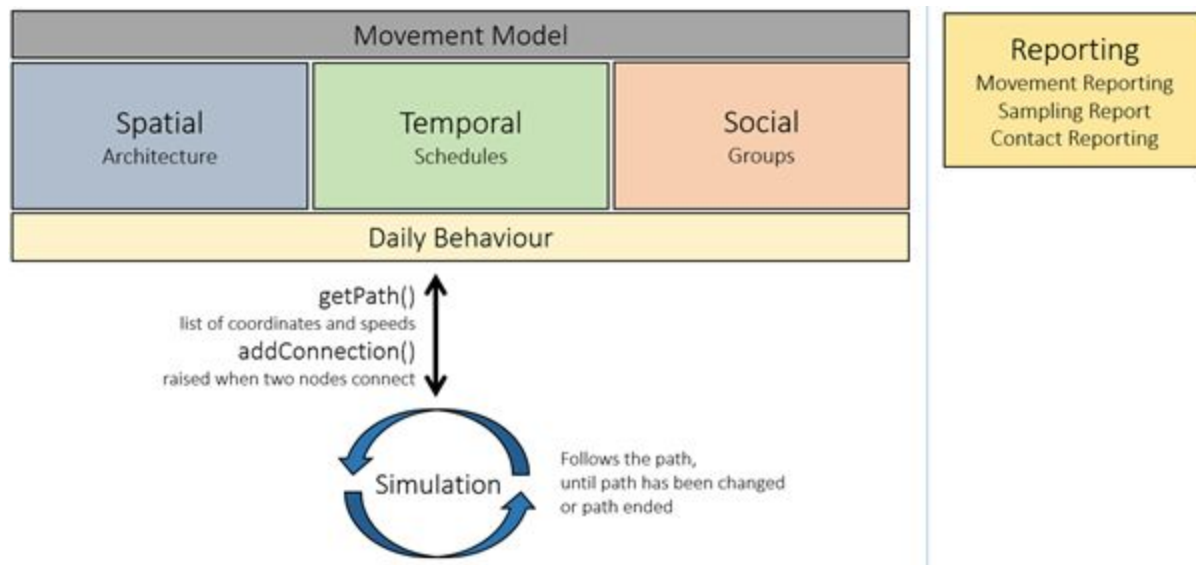 Movement Model
Spatial
Architecture
Temporal
Schedules
Social
Groups
Daily Behaviour
Reporting
Movement Reporting
Sampling Report
Contact Reporting
getPath()
list of coordinates and speeds
addConnection()
raised when two nodes connect
Simulation
Follows the path,
until path has been changed
or path ended